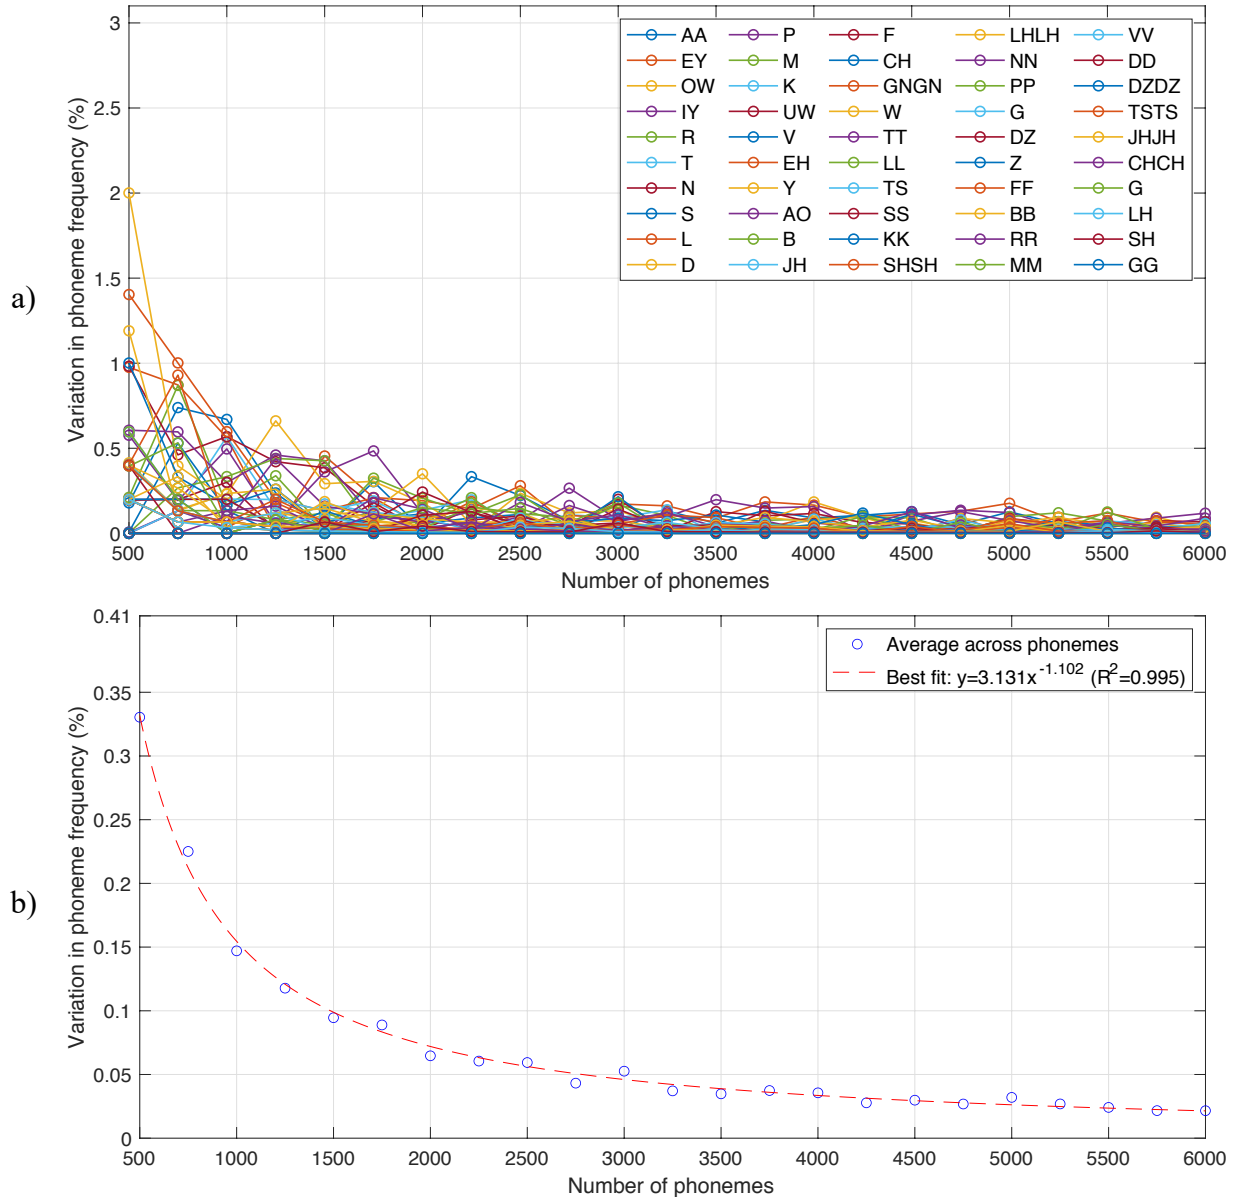 a)
Variation in phoneme frequency (%)
3
2.5
2
1.5
1
0.5
0
AA P F LHLH VV
EY M CH NN DD
OW K GNGN PP DZDZ
IY UW W G TSTS
R V TT DZ JHJH
T EH LL Z CHCH
N Y TS FF G
S AO SS BB LH
L B KK RR SH
D JH SHSH MM GG
500 1000 1500 2000 2500 3000 3500 4000 4500 5000 5500 6000
Number of phonemes
b)
Variation in phoneme frequency (%)
0.41
0.35
0.3
0.25
0.2
0.15
0.1
0.05
0
Average across phonemes
Best fit: y=3.131x^-1.102 (R^2=0.995)
500 1000 1500 2000 2500 3000 3500 4000 4500 5000 5500 6000
Number of phonemes